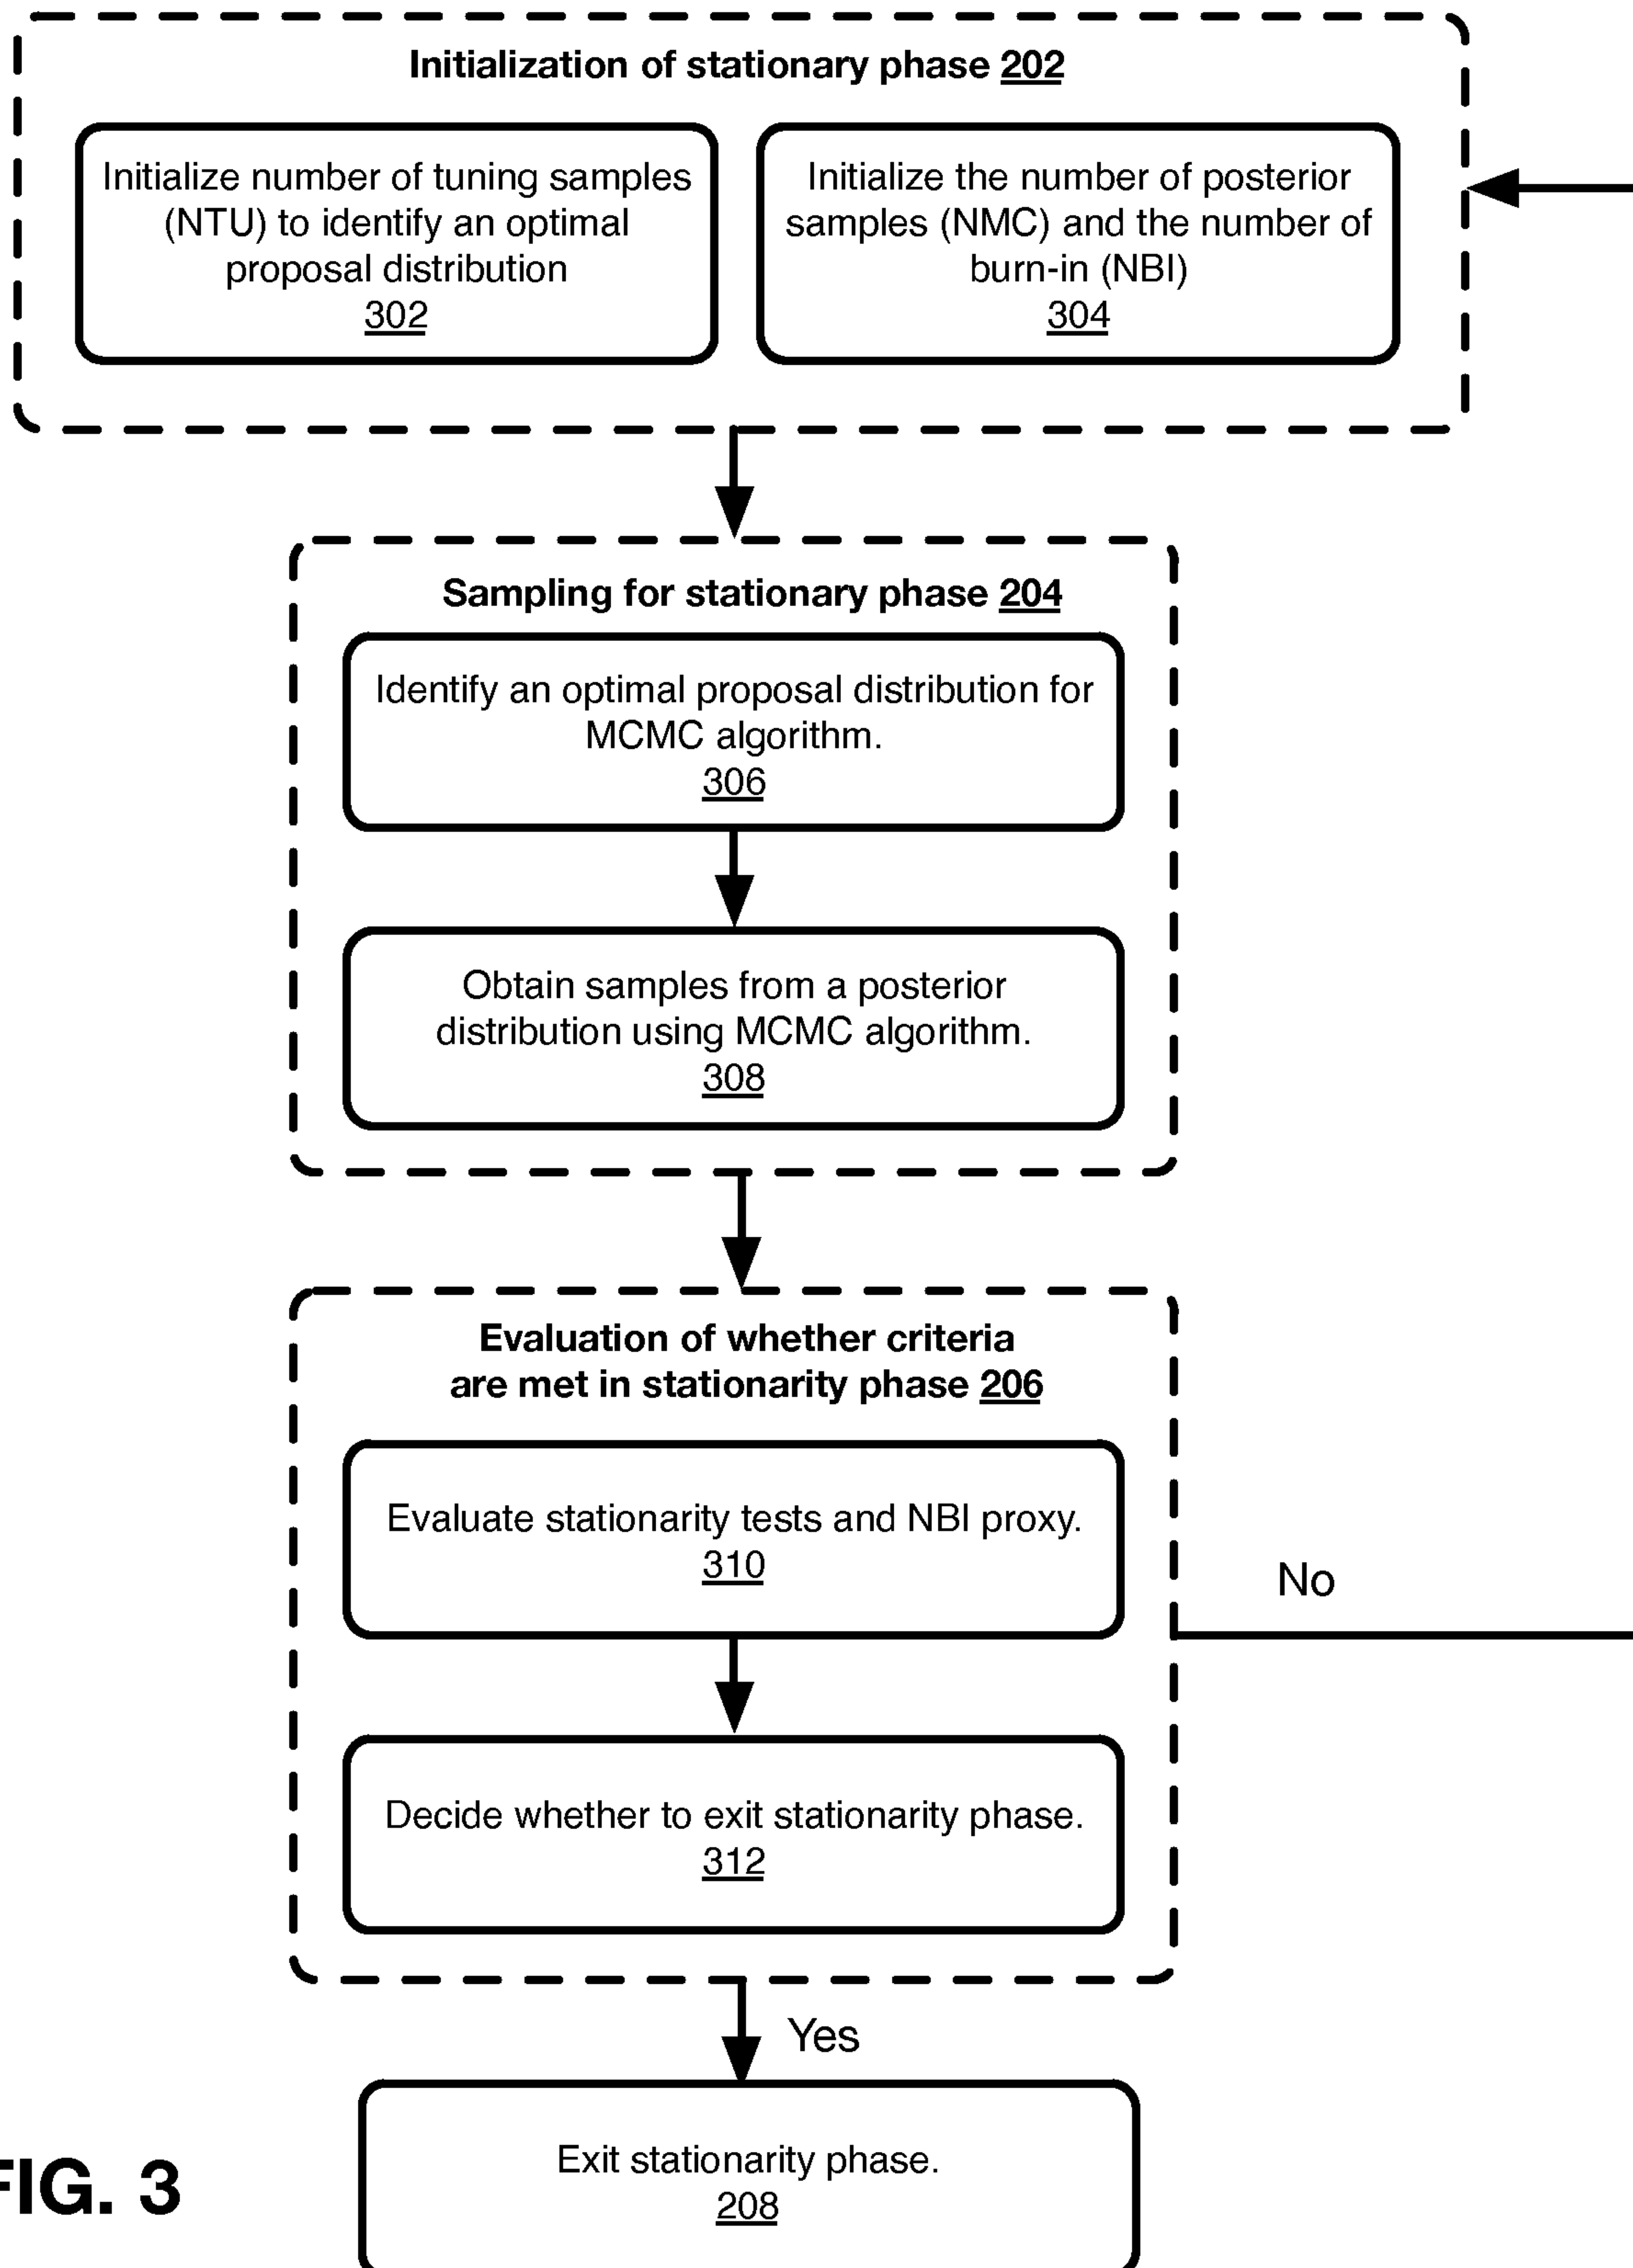 Initialization of stationary phase 202
Initialize number of tuning samples
(NTU) to identify an optimal
proposal distribution
302
Initialize the number of posterior
samples (NMC) and the number of
burn-in (NBI)
304
Sampling for stationary phase 204
Identify an optimal proposal distribution for
MCMC algorithm.
306
Obtain samples from a posterior
distribution using MCMC algorithm.
308
Evaluation of whether criteria
are met in stationarity phase 206
Evaluate stationarity tests and NBI proxy.
310
No
Decide whether to exit stationarity phase.
312
Yes
Exit stationarity phase.
208
FIG. 3